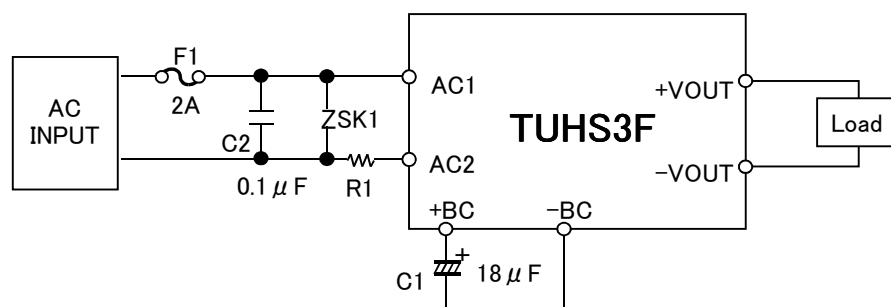 AC
INPUT
F1
2A
C2
0.1μF
SK1
R1
AC1
AC2
TUHS3F
+VOUT
−VOUT
+BC
−BC
Load
C1
+
18μF